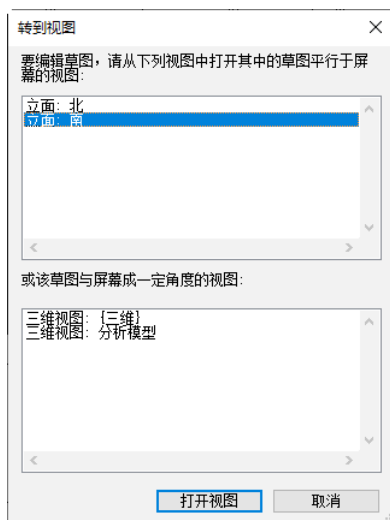 转到视图
要编辑草图，请从下列视图中打开其中的草图平行于屏
幕的视图:
立面: 北
立面: 南
或该草图与屏幕成一定角度的视图:
三维视图: {三维}
三维视图: 分析模型
打开视图
取消